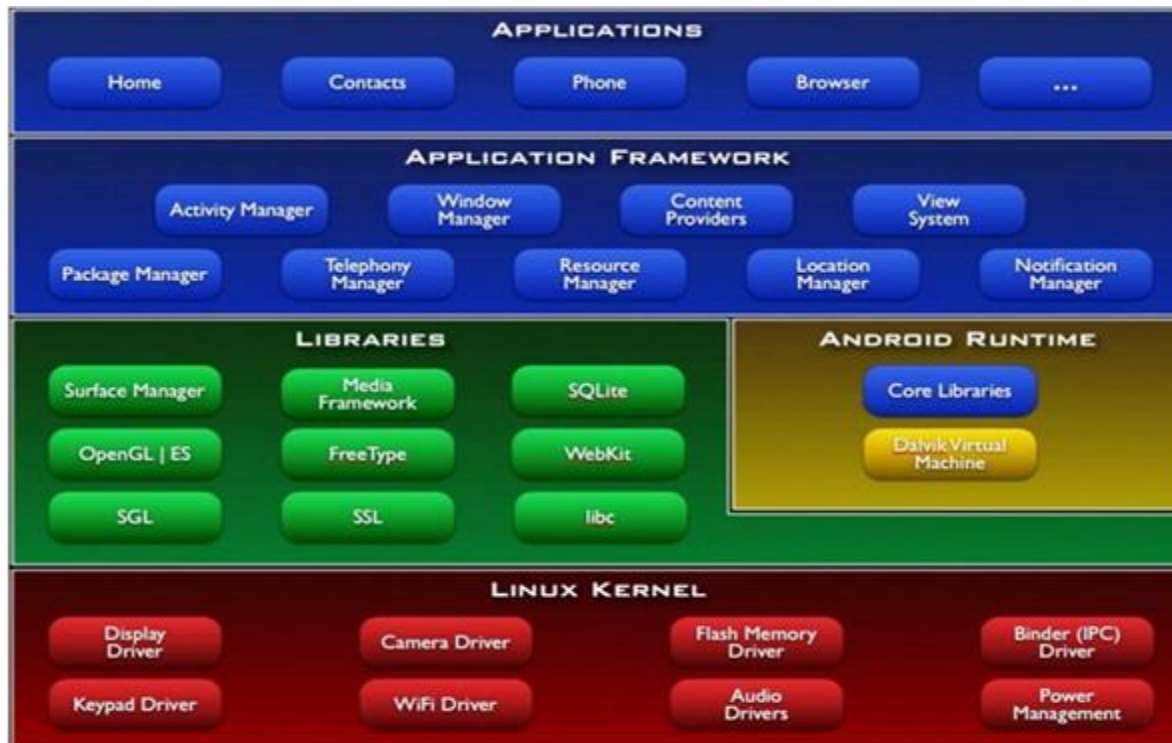 APPLICATIONS
Home
Contacts
Phone
Browser
...
APPLICATION FRAMEWORK
Activity Manager
Window
Manager
Content
Providers
View
System
Package Manager
Telephony
Manager
Resource
Manager
Location
Manager
Notification
Manager
LIBRARIES
Surface Manager
Media
Framework
SQLite
OpenGL | ES
FreeType
WebKit
SGL
SSL
libc
ANDROID RUNTIME
Core Libraries
Dalvik Virtual
Machine
LINUX KERNEL
Display
Driver
Camera Driver
Flash Memory
Driver
Binder (IPC)
Driver
Keypad Driver
WiFi Driver
Audio
Drivers
Power
Management